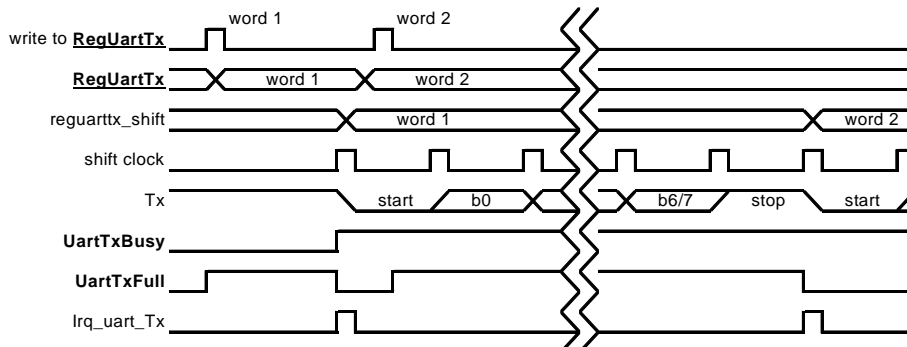 word 1 word 2
write to RegUartTx
RegUartTx word 1 word 2
reguarttx_shift word 1 word 2
shift clock
Tx start b0 b6/7 stop start
UartTxBusy
UartTxFull
Irq_uart_Tx